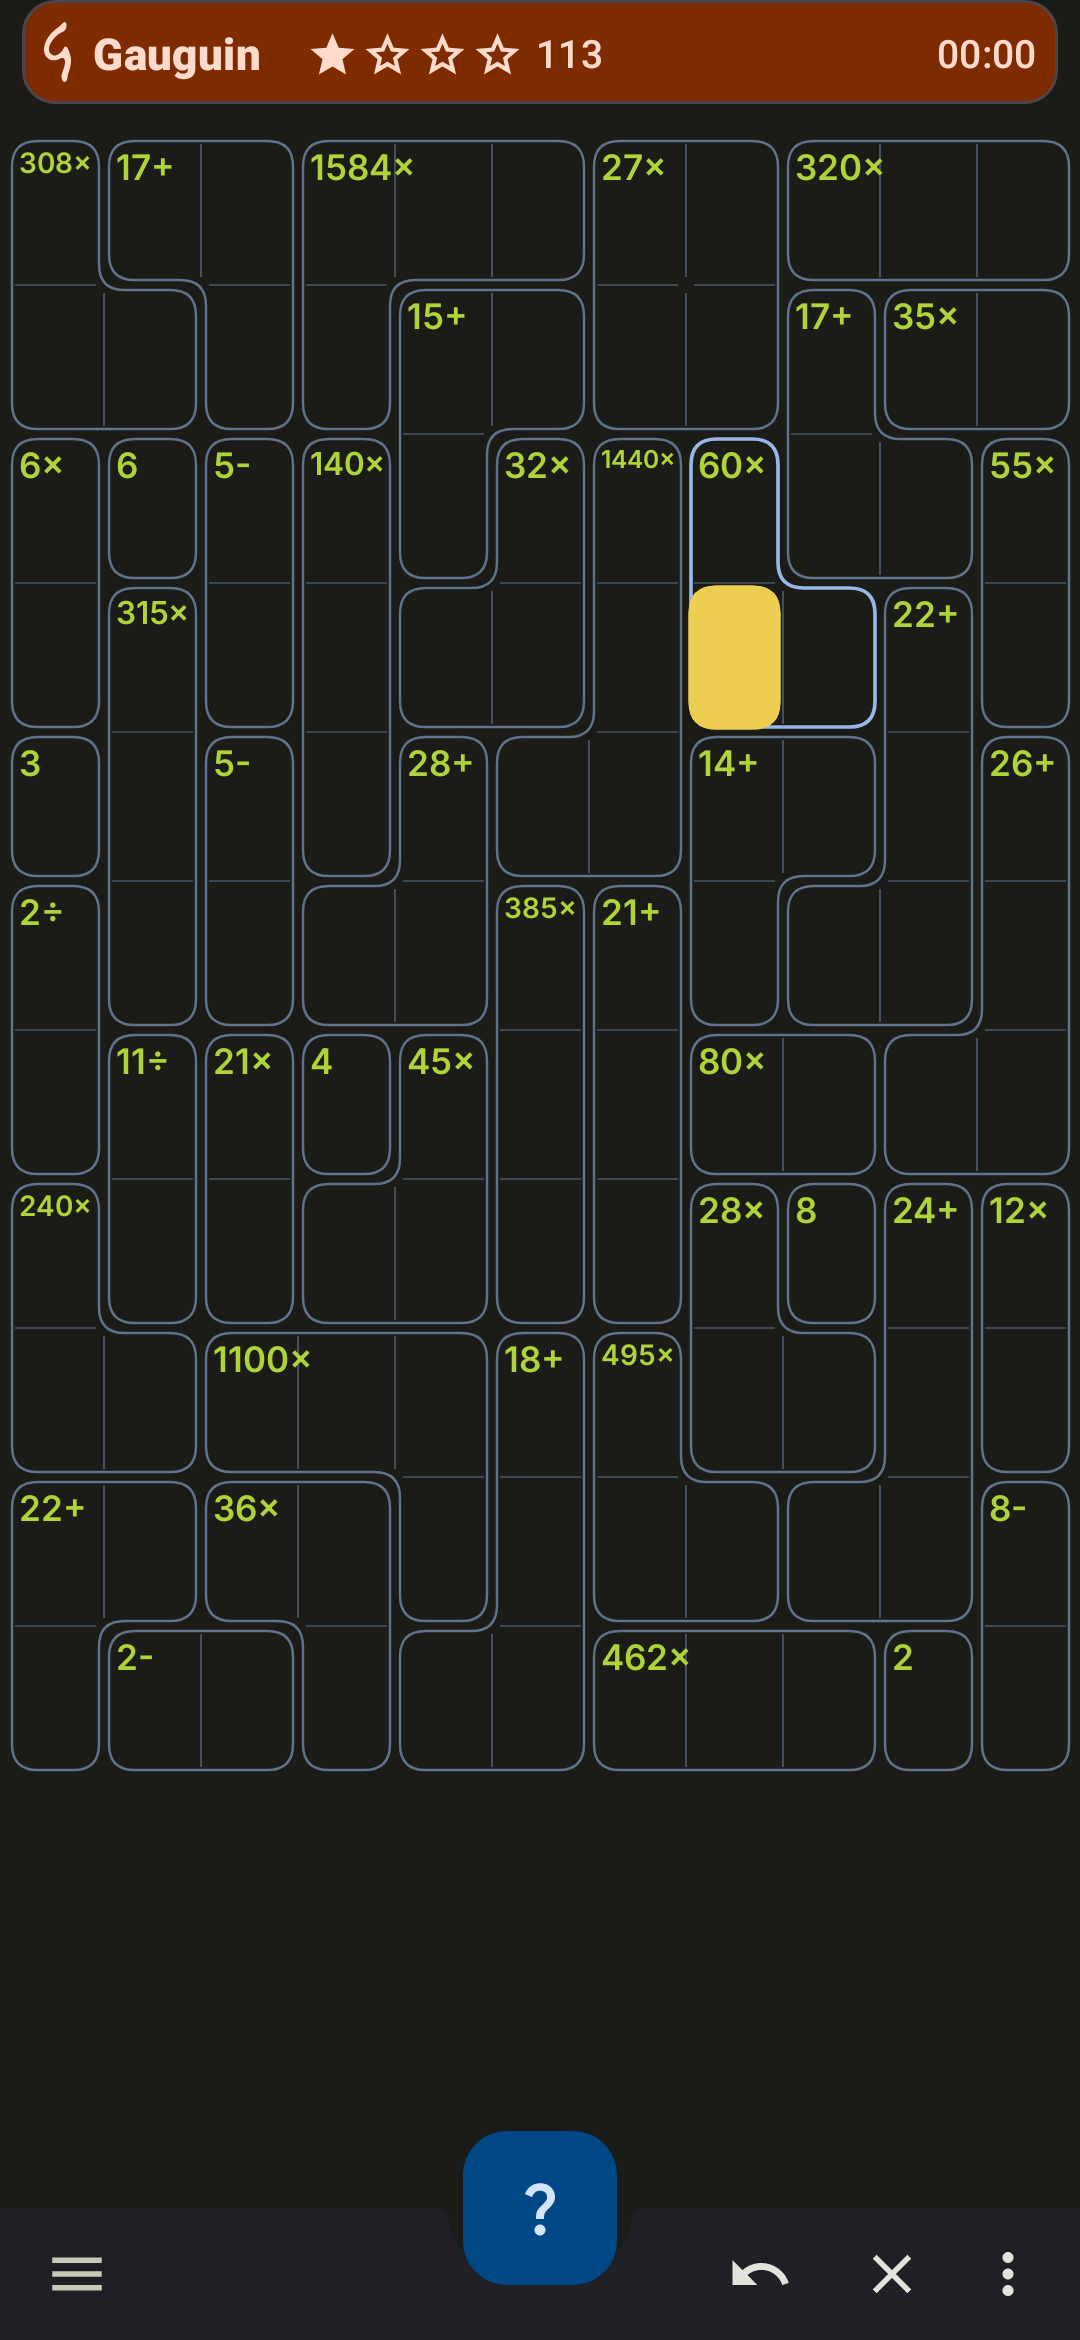 Gauguin 113 00:00
308× 17+ 1584× 27× 320×
15+ 17+ 35×
6× 6 5- 140× 32× 1440× 60× 55×
315× 22+
3 5- 28+ 14+ 26+
2÷ 385× 21+
11÷ 21× 4 45× 80×
240× 28× 8 24+ 12×
1100× 18+ 495×
22+ 36× 8-
2- 462× 2
?